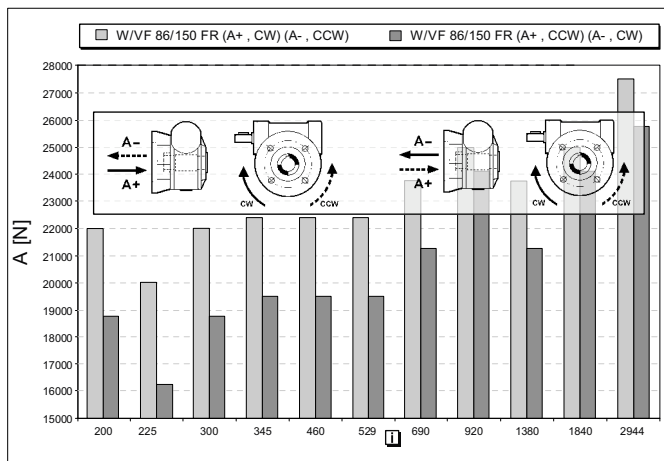 W/VF 86/150 FR (A+ , CW) (A- , CCW) W/VF 86/150 FR (A+ , CCW) (A- , CW)
28000
27000
26000
25000
24000
23000
22000
21000
20000
19000
18000
17000
16000
15000
A [N]
A−
A+
CW CCW
A−
A+
CW CCW
200 225 300 345 460 529 690 920 1380 1840 2944
i